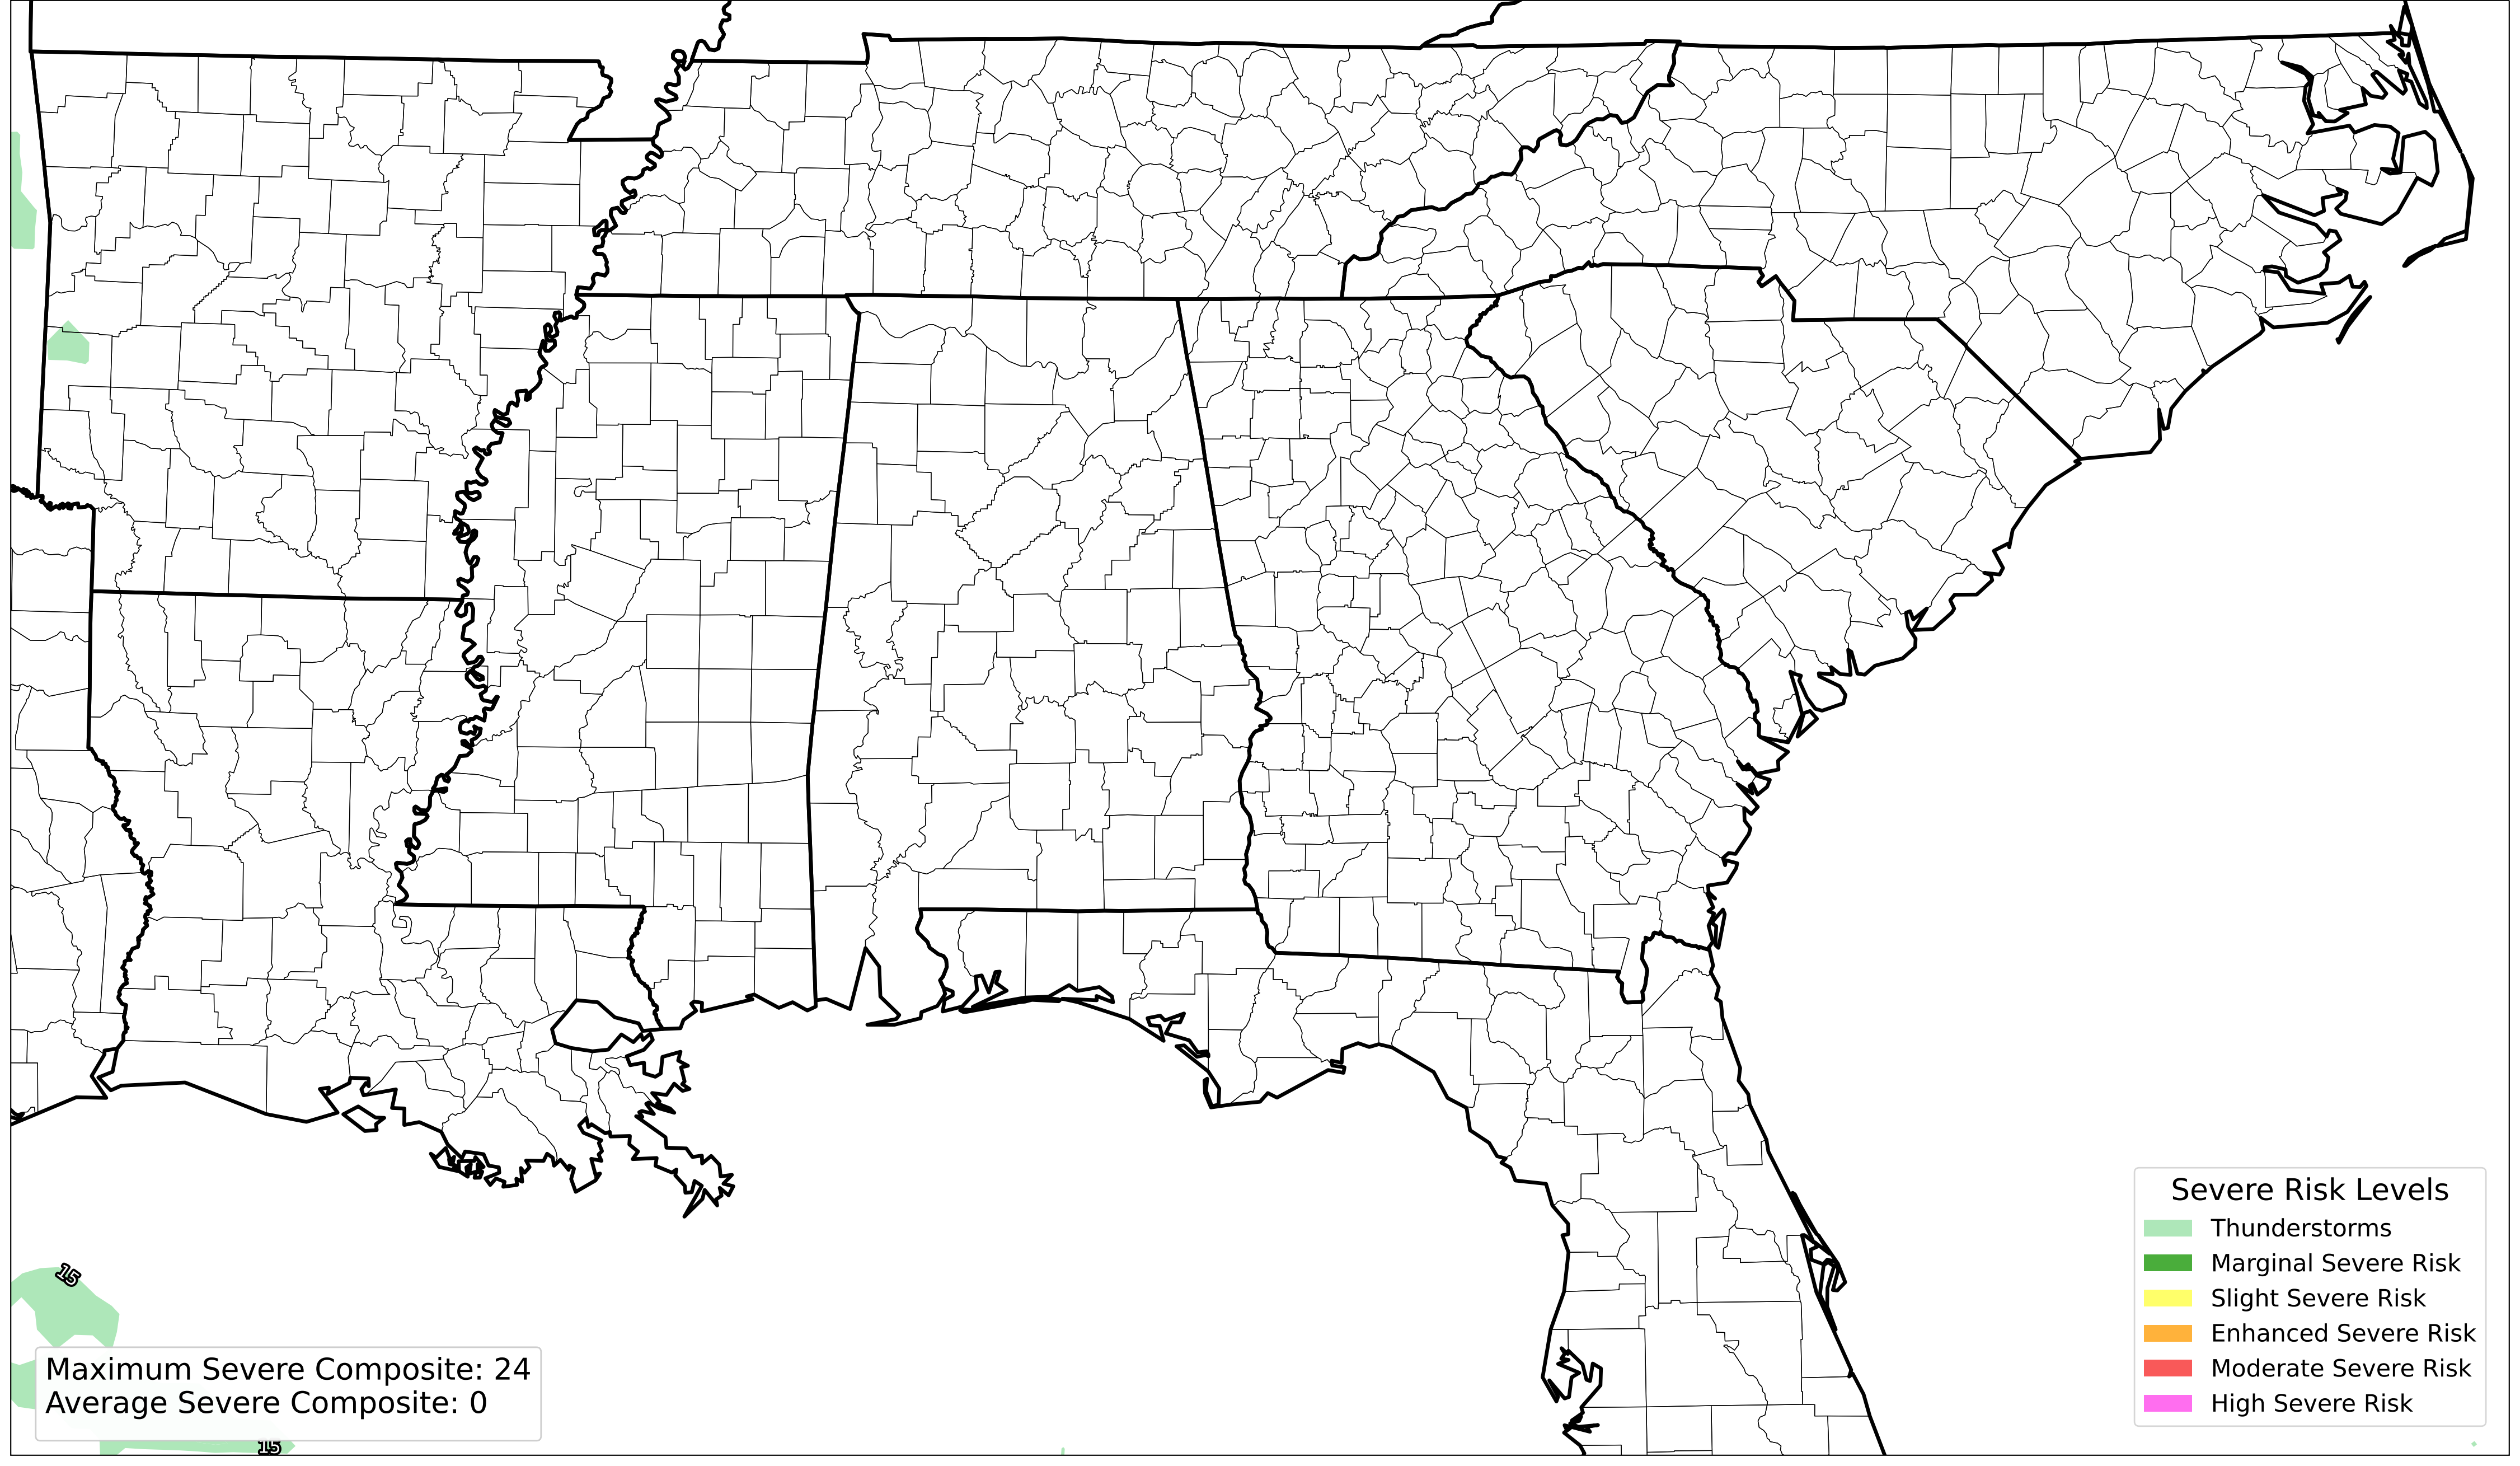 15
Maximum Severe Composite: 24
Average Severe Composite: 0
15
Severe Risk Levels
Thunderstorms
Marginal Severe Risk
Slight Severe Risk
Enhanced Severe Risk
Moderate Severe Risk
High Severe Risk